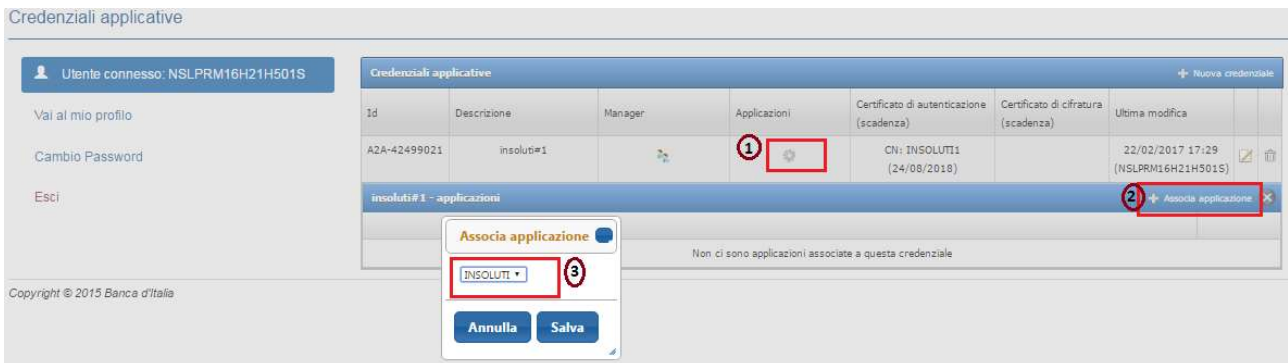 Credenziali applicative
Utente connesso: NSLPRM16H21H501S
Vai al mio profilo
Cambio Password
Esci
Credenziali applicative
Nuova credenziale
Id
Descrizione
Manager
Applicazioni
Certificato di autenticazione
(scadenza)
Certificato di cifratura
(scadenza)
Ultima modifica
A2A-42499021
insoluti#1
1
CN: INSOLUTI1
(24/08/2018)
22/02/2017 17:29
(NSLPRM16H21H501S)
insoluti#1 - applicazioni
2
Associa applicazione
Non ci sono applicazioni associate a questa credenziale
Associa applicazione
INSOLUTI
3
Annulla
Salva
Copyright © 2015 Banca d'Italia